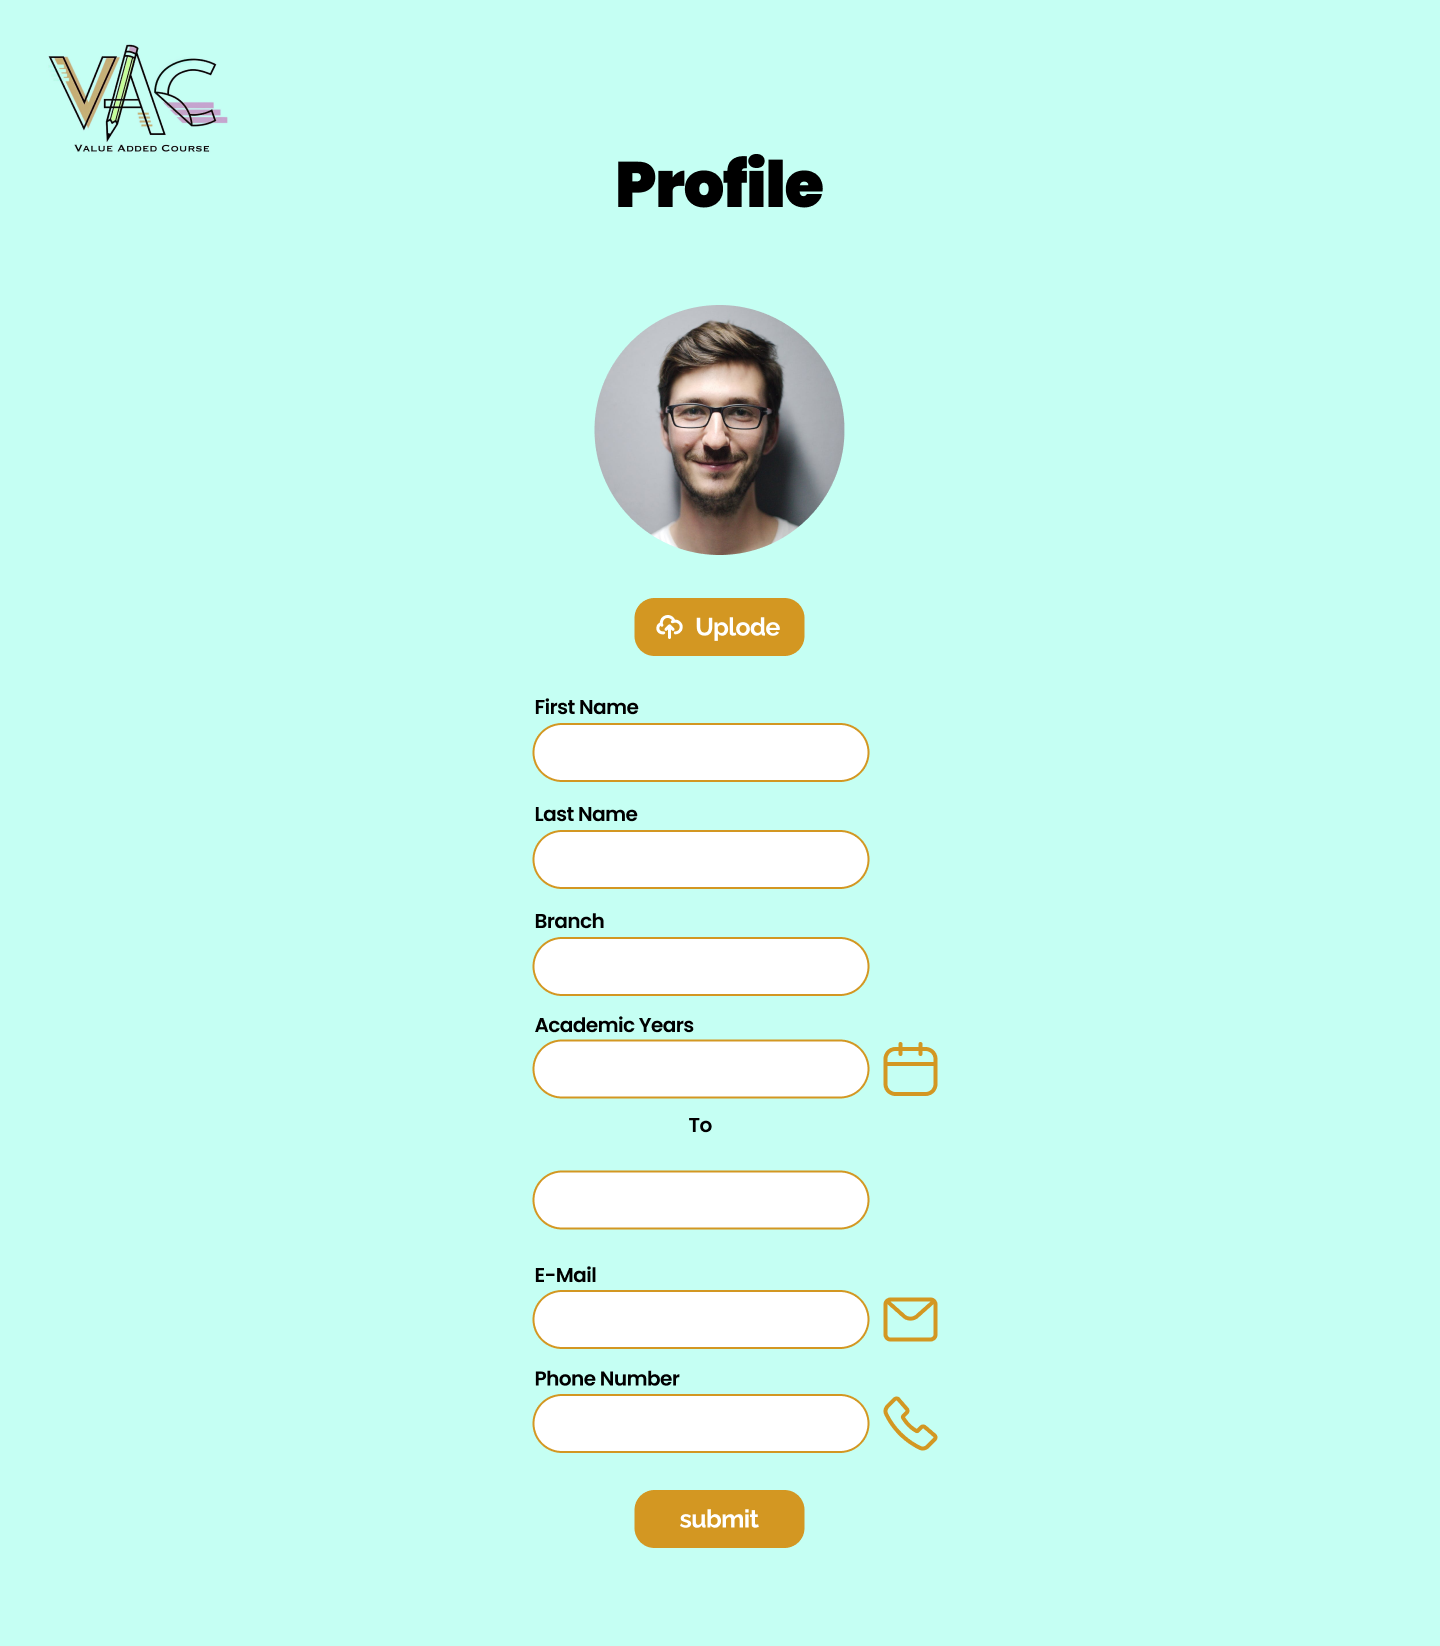 VAC
Value Added Course
Profile
Uplode
First Name
Last Name
Branch
Academic Years
To
E-Mail
Phone Number
submit